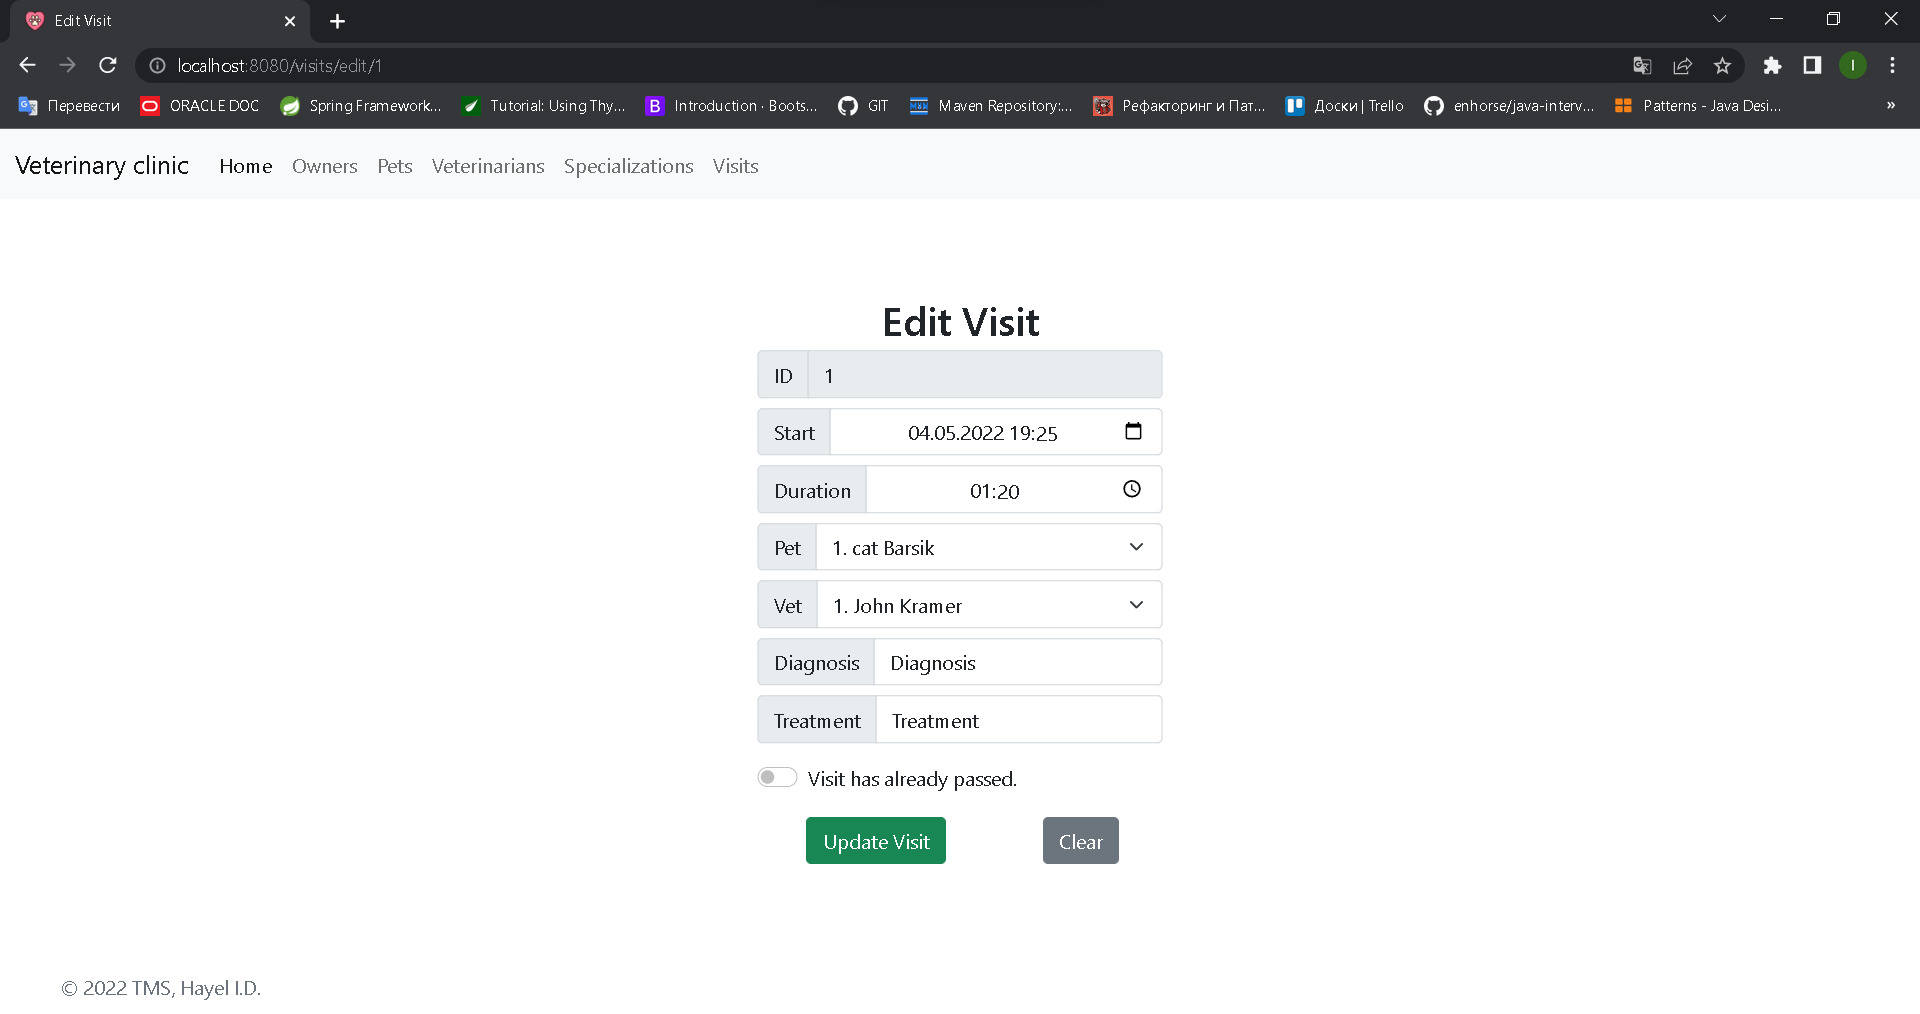 Edit Visit
localhost:8080/visits/edit/1
I
Перевести ORACLE DOC Spring Framework... Tutorial: Using Thy... Introduction · Boots... GIT Maven Repository:... Рефакторинг и Пат... Доски | Trello enhorse/java-interv... Patterns - Java Desi... »
Veterinary clinic Home Owners Pets Veterinarians Specializations Visits
Edit Visit
ID 1
Start 04.05.2022 19:25
Duration 01:20
Pet 1. cat Barsik
Vet 1. John Kramer
Diagnosis Diagnosis
Treatment Treatment
Visit has already passed.
Update Visit Clear
© 2022 TMS, Hayel I.D.